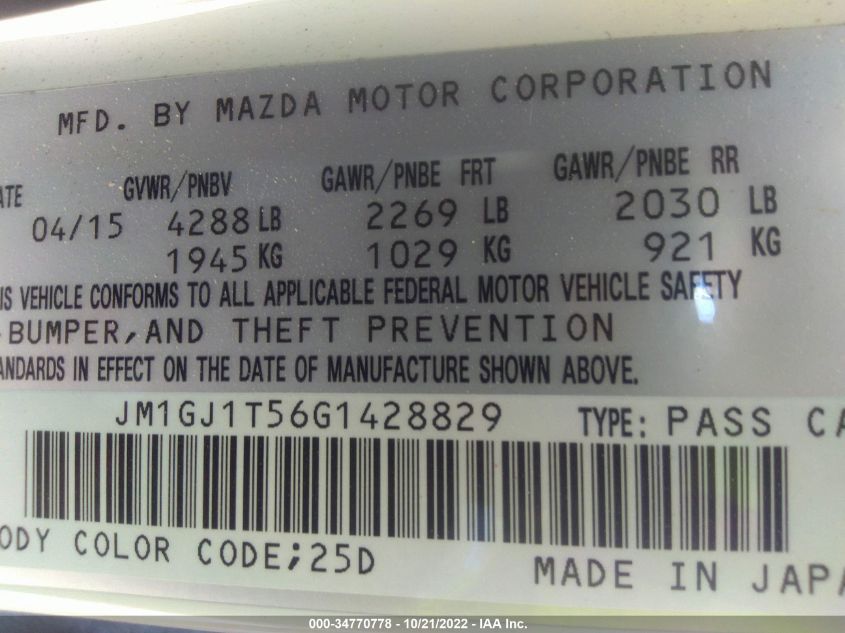 MFD. BY MAZDA MOTOR CORPORATION
ATE GVWR/PNBV GAWR/PNBE FRT GAWR/PNBE RR
04/15 4288 LB 2269 LB 2030 LB
1945 KG 1029 KG 921 KG
IS VEHICLE CONFORMS TO ALL APPLICABLE FEDERAL MOTOR VEHICLE SAFETY
-BUMPER, AND THEFT PREVENTION
ANDARDS IN EFFECT ON THE DATE OF MANUFACTURE SHOWN ABOVE.
JM1GJ1T56G1428829 TYPE: PASS CA
ODY COLOR CODE;25D
MADE IN JAPA
000-34770778 - 10/21/2022 - IAA Inc.